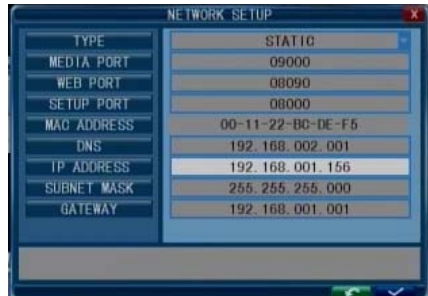 NETWORK SETUP X
TYPE STATIC
MEDIA PORT 09000
WEB PORT 08090
SETUP PORT 08000
MAC ADDRESS 00-11-22-BC-DE-F5
DNS 192.168.002.001
IP ADDRESS 192.168.001.156
SUBNET MASK 255.255.255.000
GATEWAY 192.168.001.001